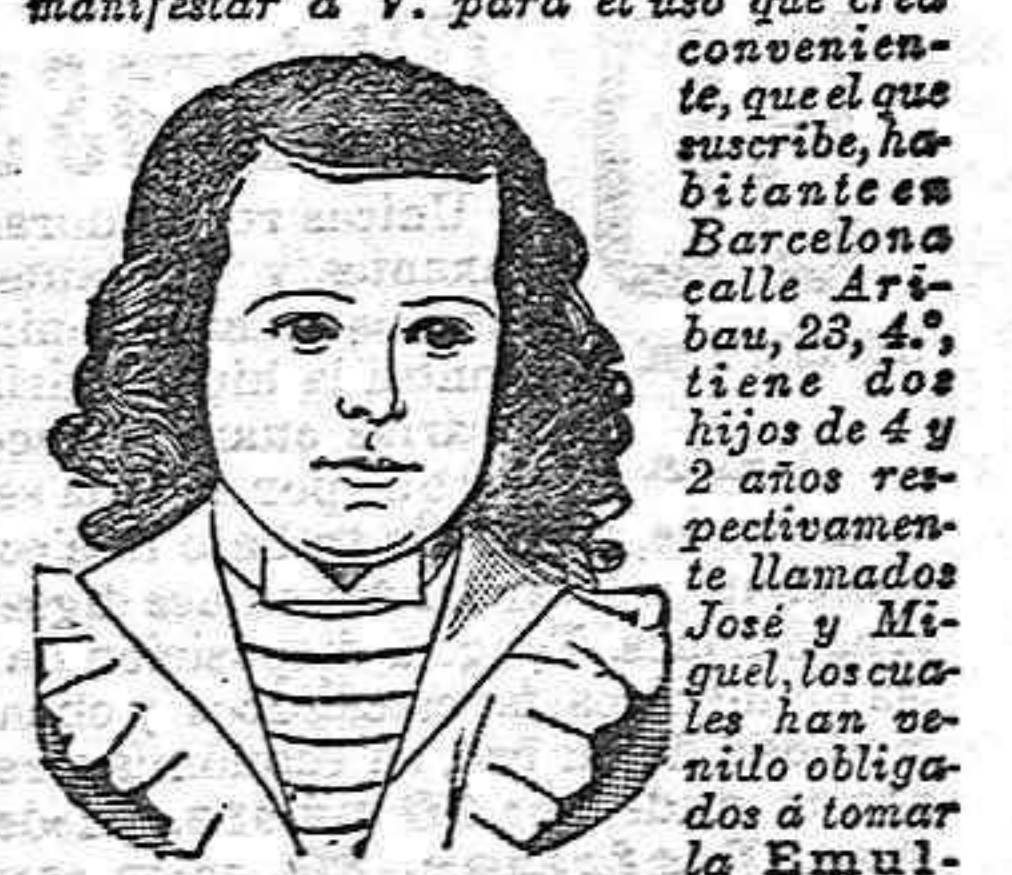 manifestar á V. para el uso que crea
convenien-
te, que el que
suscribe, ha-
bitante en
Barcelona
calle Ari-
bau, 23, 4.º,
tiene dos
hijos de 4 y
2 años res-
pectivamen-
te llamados
José y Mi-
guel, los cua-
les han ve-
nido obliga-
dos á tomar
la Emul-